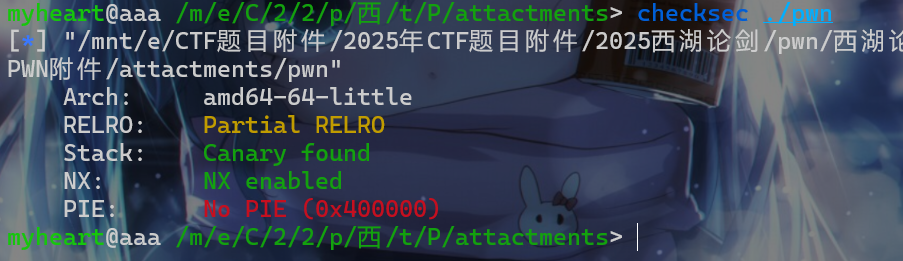 myheart@aaa /m/e/C/2/2/p/西/t/P/attachments> checksec ./pwn
[*] "/mnt/e/CTF题目附件/2025年CTF题目附件/2025西湖论剑/pwn/西湖论
PWN附件/attactments/pwn"
Arch: amd64-64-little
RELRO: Partial RELRO
Stack: Canary found
NX: NX enabled
PIE: No PIE (0x400000)
myheart@aaa /m/e/C/2/2/p/西/t/P/attactments>